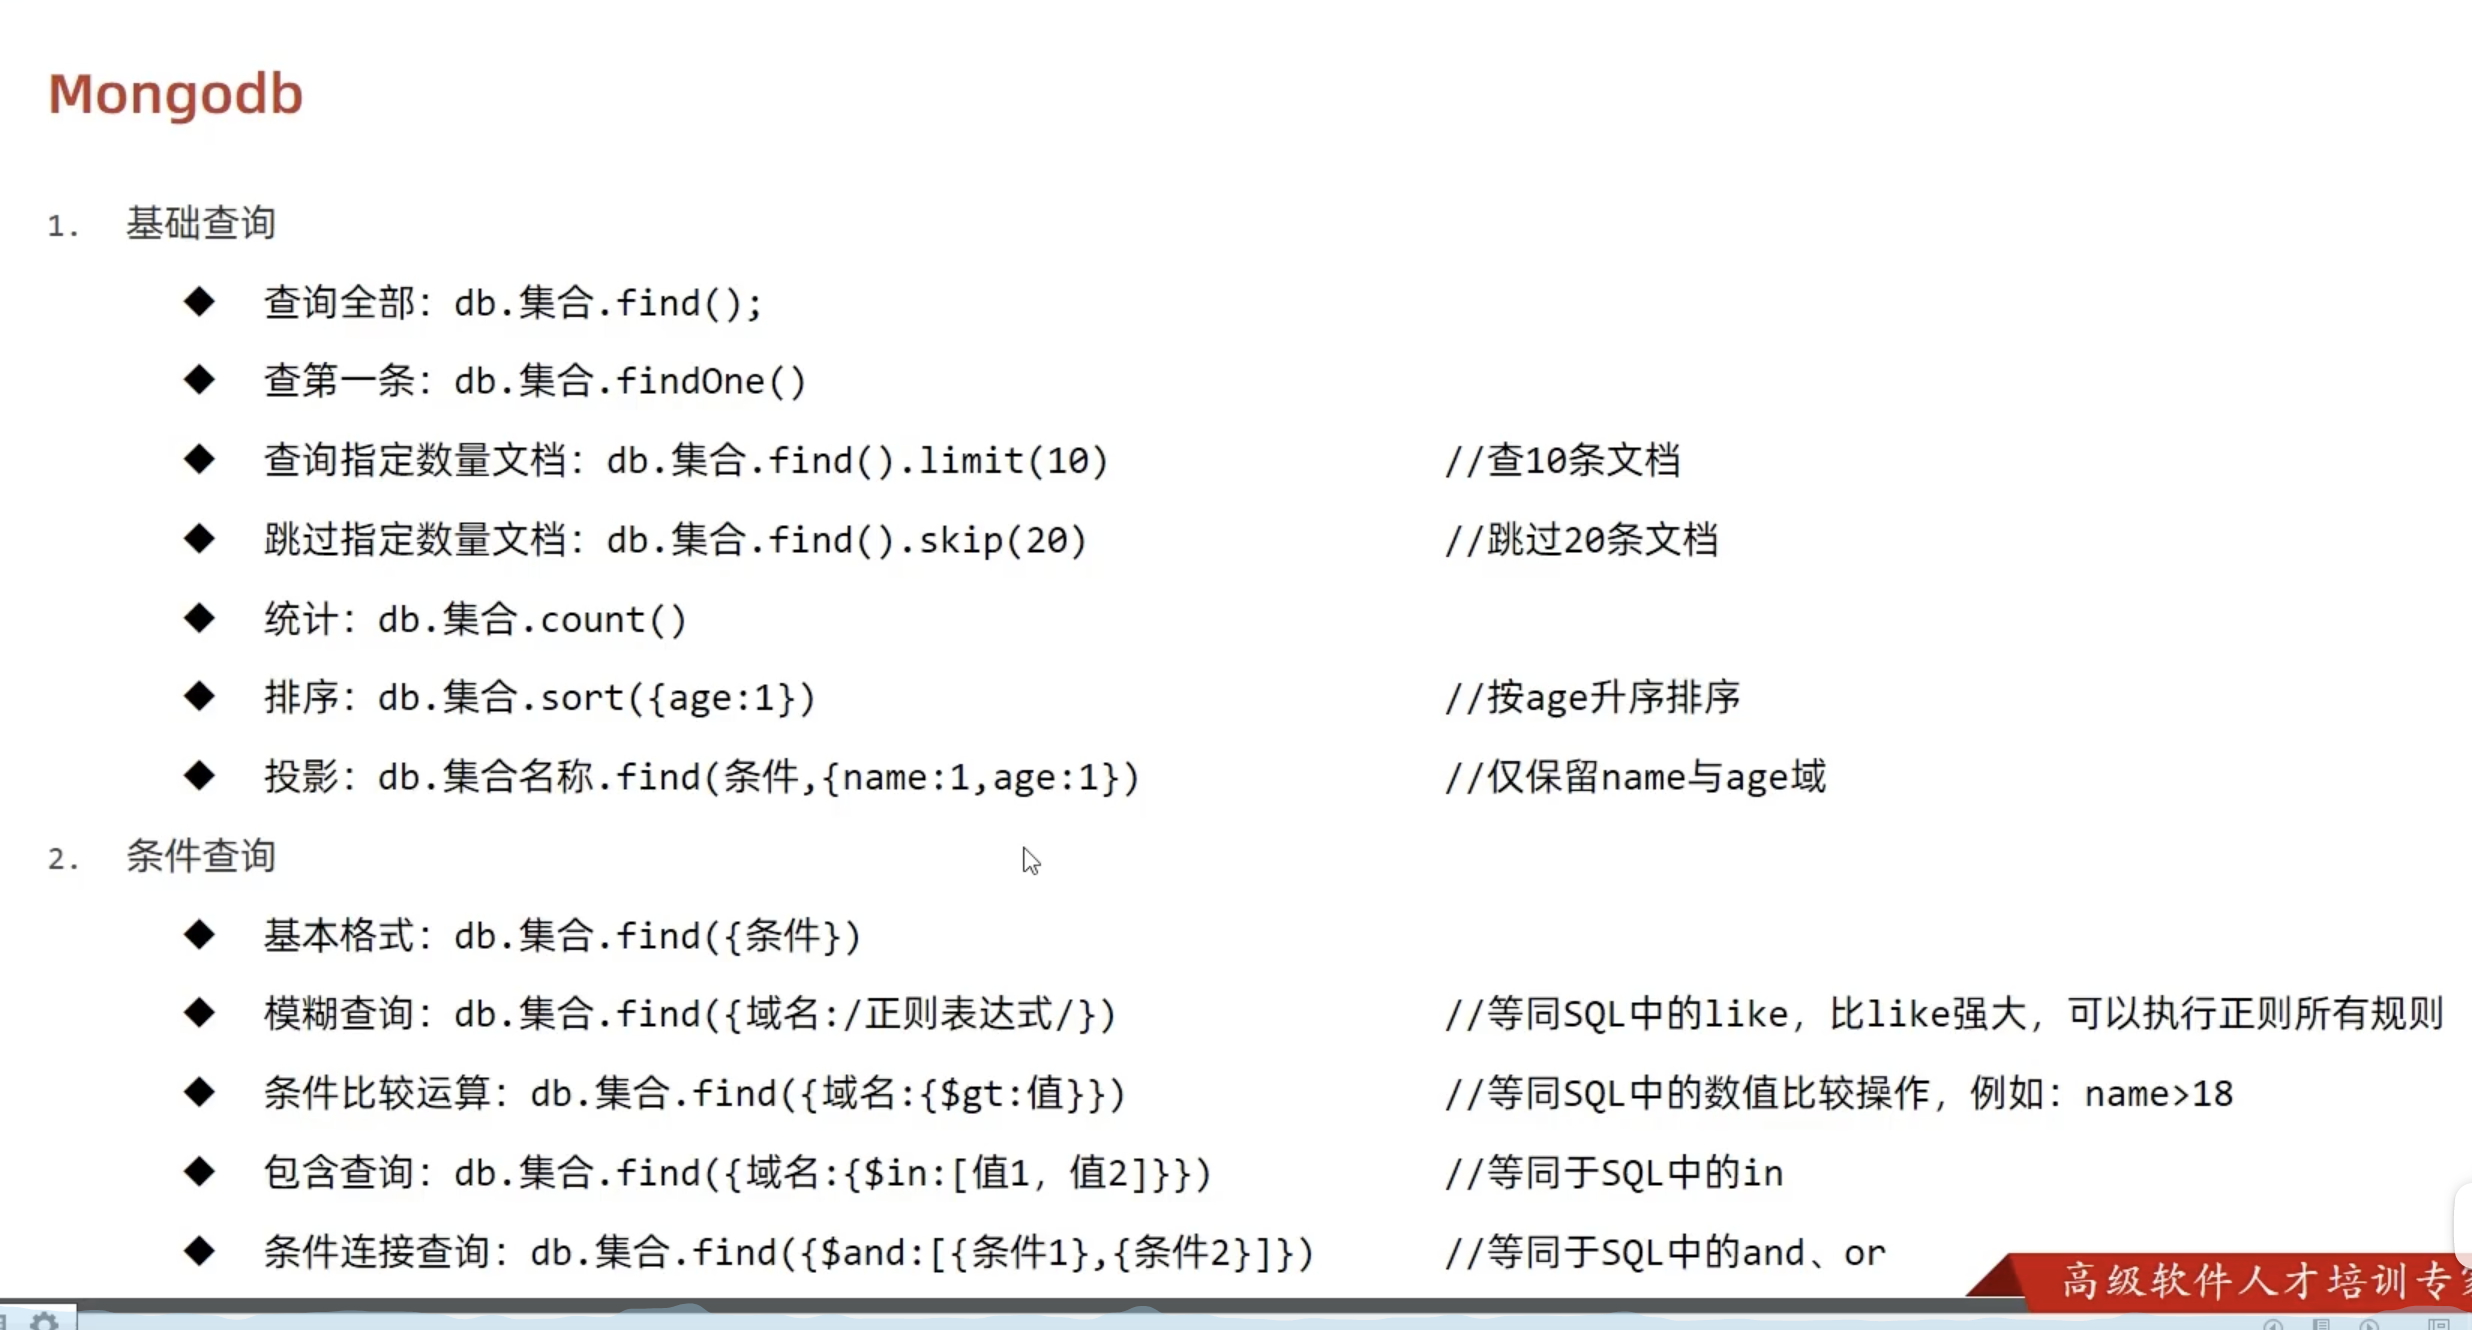 Mongodb
1. 基础查询
◆ 查询全部：db.集合.find();
◆ 查第一条：db.集合.findOne()
◆ 查询指定数量文档：db.集合.find().limit(10) //查10条文档
◆ 跳过指定数量文档：db.集合.find().skip(20) //跳过20条文档
◆ 统计：db.集合.count()
◆ 排序：db.集合.sort({age:1}) //按age升序排序
◆ 投影：db.集合名称.find(条件,{name:1,age:1}) //仅保留name与age域
2. 条件查询
◆ 基本格式：db.集合.find({条件})
◆ 模糊查询：db.集合.find({域名:/正则表达式/}) //等同SQL中的like，比like强大，可以执行正则所有规则
◆ 条件比较运算：db.集合.find({域名:{$gt:值}}) //等同SQL中的数值比较操作，例如：name>18
◆ 包含查询：db.集合.find({域名:{$in:[值1，值2]}}) //等同于SQL中的in
◆ 条件连接查询：db.集合.find({$and:[{条件1},{条件2}]}) //等同于SQL中的and、or
高级软件人才培训专